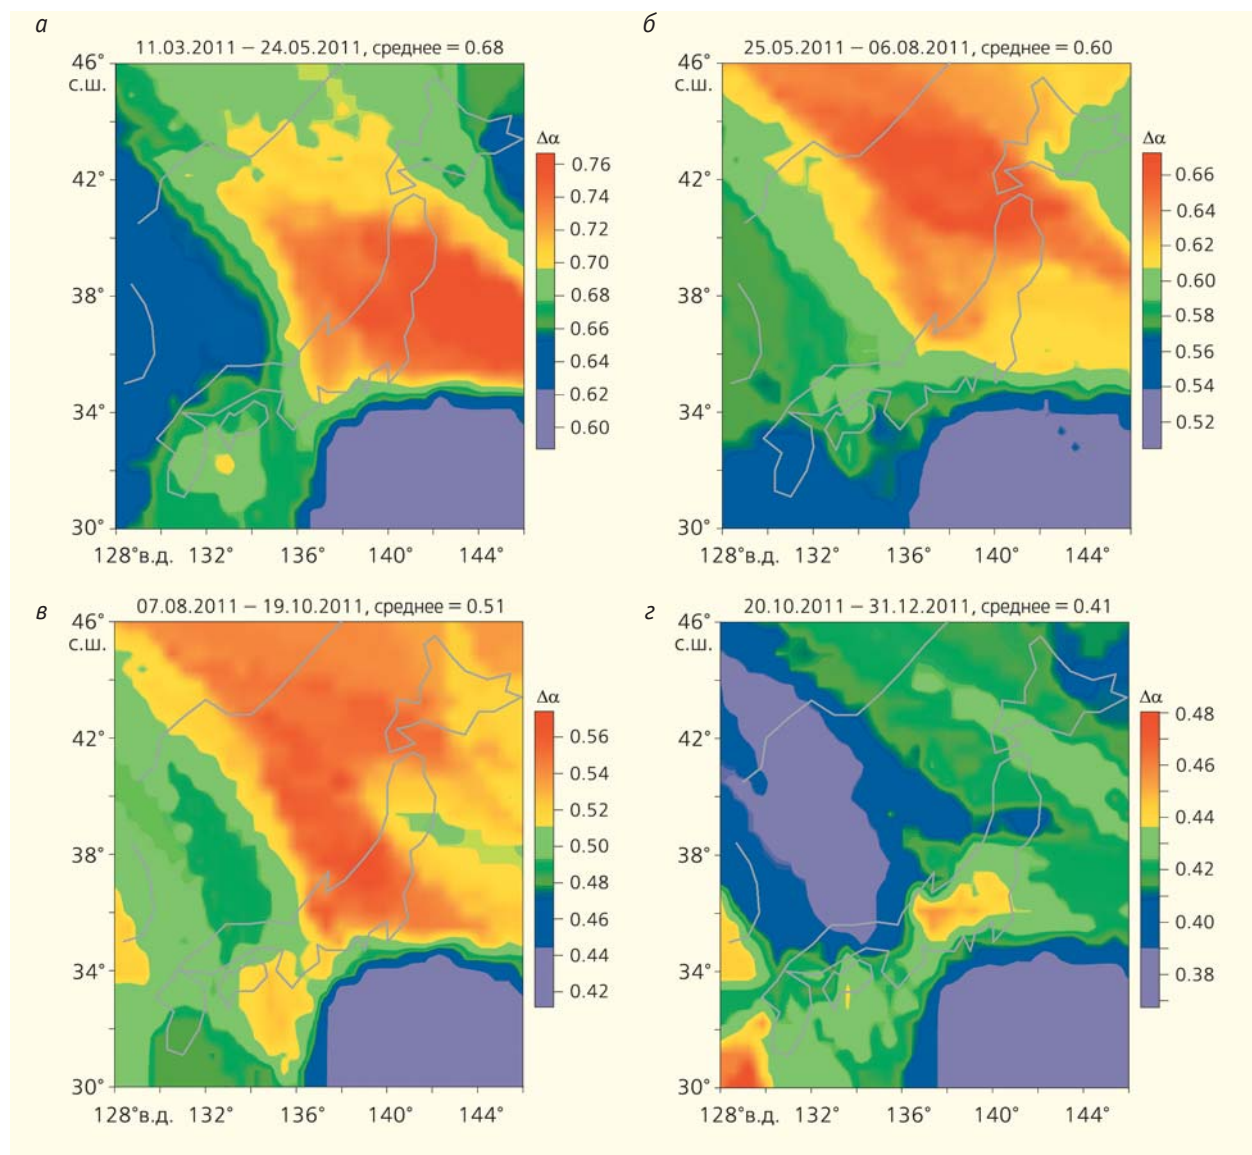 а
11.03.2011 – 24.05.2011, среднее = 0.68
46°
с.ш.
42°
38°
34°
30°
128°в.д. 132° 136° 140° 144°
Δα
0.76
0.74
0.72
0.70
0.68
0.66
0.64
0.62
0.60
б
25.05.2011 – 06.08.2011, среднее = 0.60
46°
с.ш.
42°
38°
34°
30°
128°в.д. 132° 136° 140° 144°
Δα
0.66
0.64
0.62
0.60
0.58
0.56
0.54
0.52
в
07.08.2011 – 19.10.2011, среднее = 0.51
46°
с.ш.
42°
38°
34°
30°
128°в.д. 132° 136° 140° 144°
Δα
0.56
0.54
0.52
0.50
0.48
0.46
0.44
0.42
г
20.10.2011 – 31.12.2011, среднее = 0.41
46°
с.ш.
42°
38°
34°
30°
128°в.д. 132° 136° 140° 144°
Δα
0.48
0.46
0.44
0.42
0.40
0.38